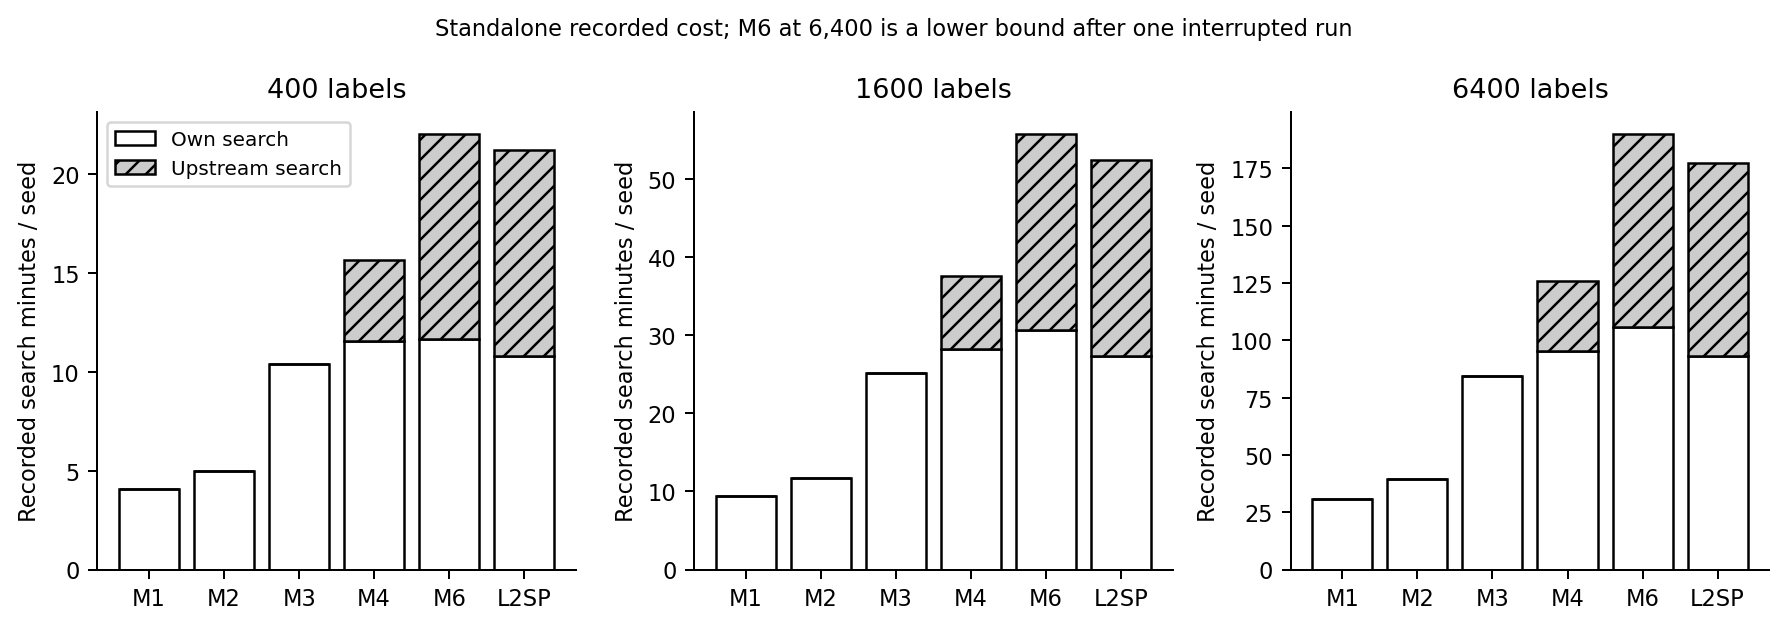 Standalone recorded cost; M6 at 6,400 is a lower bound after one interrupted run
400 labels
Recorded search minutes / seed
20
15
10
5
0
Own search
Upstream search
M1 M2 M3 M4 M6 L2SP
1600 labels
Recorded search minutes / seed
50
40
30
20
10
0
M1 M2 M3 M4 M6 L2SP
6400 labels
Recorded search minutes / seed
175
150
125
100
75
50
25
0
M1 M2 M3 M4 M6 L2SP